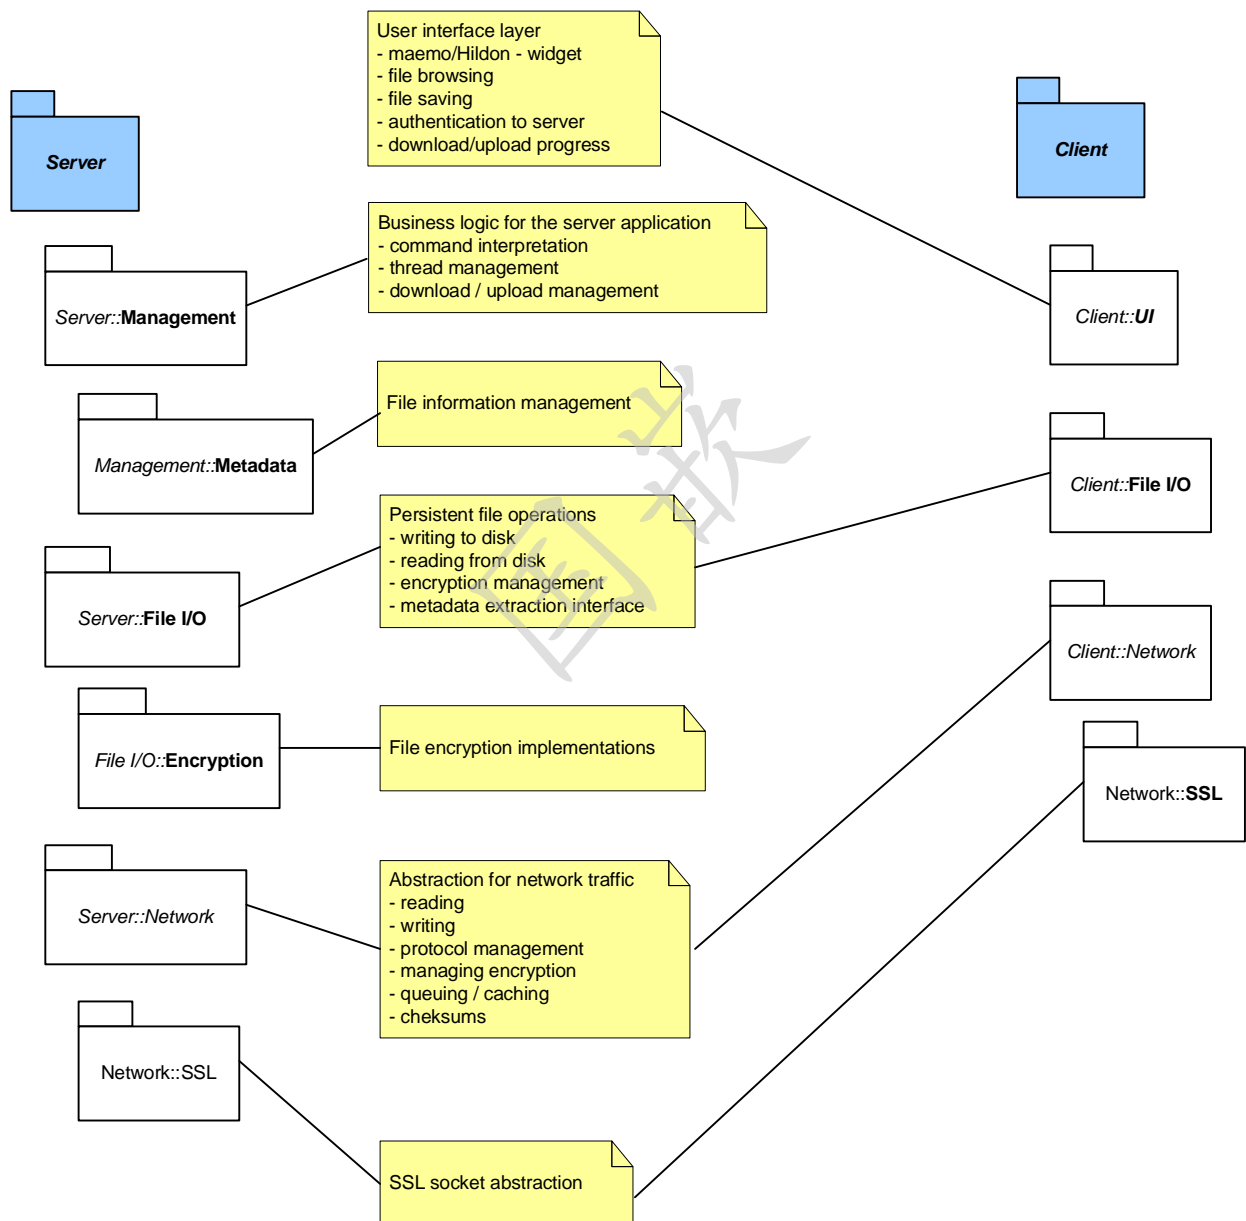 User interface layer
- maemo/Hildon - widget
- file browsing
- file saving
- authentication to server
- download/upload progress
Server
Client
Business logic for the server application
- command interpretation
- thread management
- download / upload management
Server::Management
Client::UI
File information management
Management::Metadata
Client::File I/O
Persistent file operations
- writing to disk
- reading from disk
- encryption management
- metadata extraction interface
Server::File I/O
Client::Network
File encryption implementations
File I/O::Encryption
Network::SSL
Abstraction for network traffic
- reading
- writing
- protocol management
- managing encryption
- queuing / caching
- cheksums
Server::Network
Network::SSL
SSL socket abstraction
国嵌